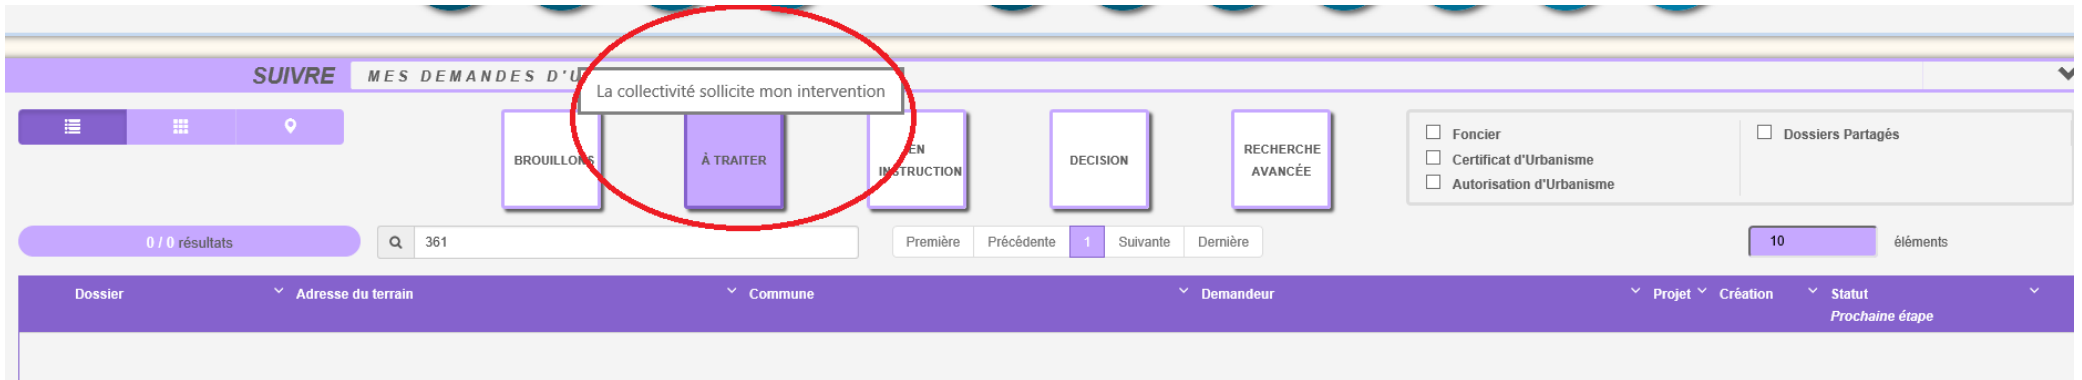 SUIVRE MES DEMANDES D'U
La collectivité sollicite mon intervention
BROUILLONS
À TRAITER
EN
INSTRUCTION
DECISION
RECHERCHE
AVANCÉE
Foncier
Certificat d'Urbanisme
Autorisation d'Urbanisme
Dossiers Partagés
0 / 0 résultats
361
Première Précédente 1 Suivante Dernière
10 éléments
Dossier Adresse du terrain Commune Demandeur Projet Création Statut
Prochaine étape